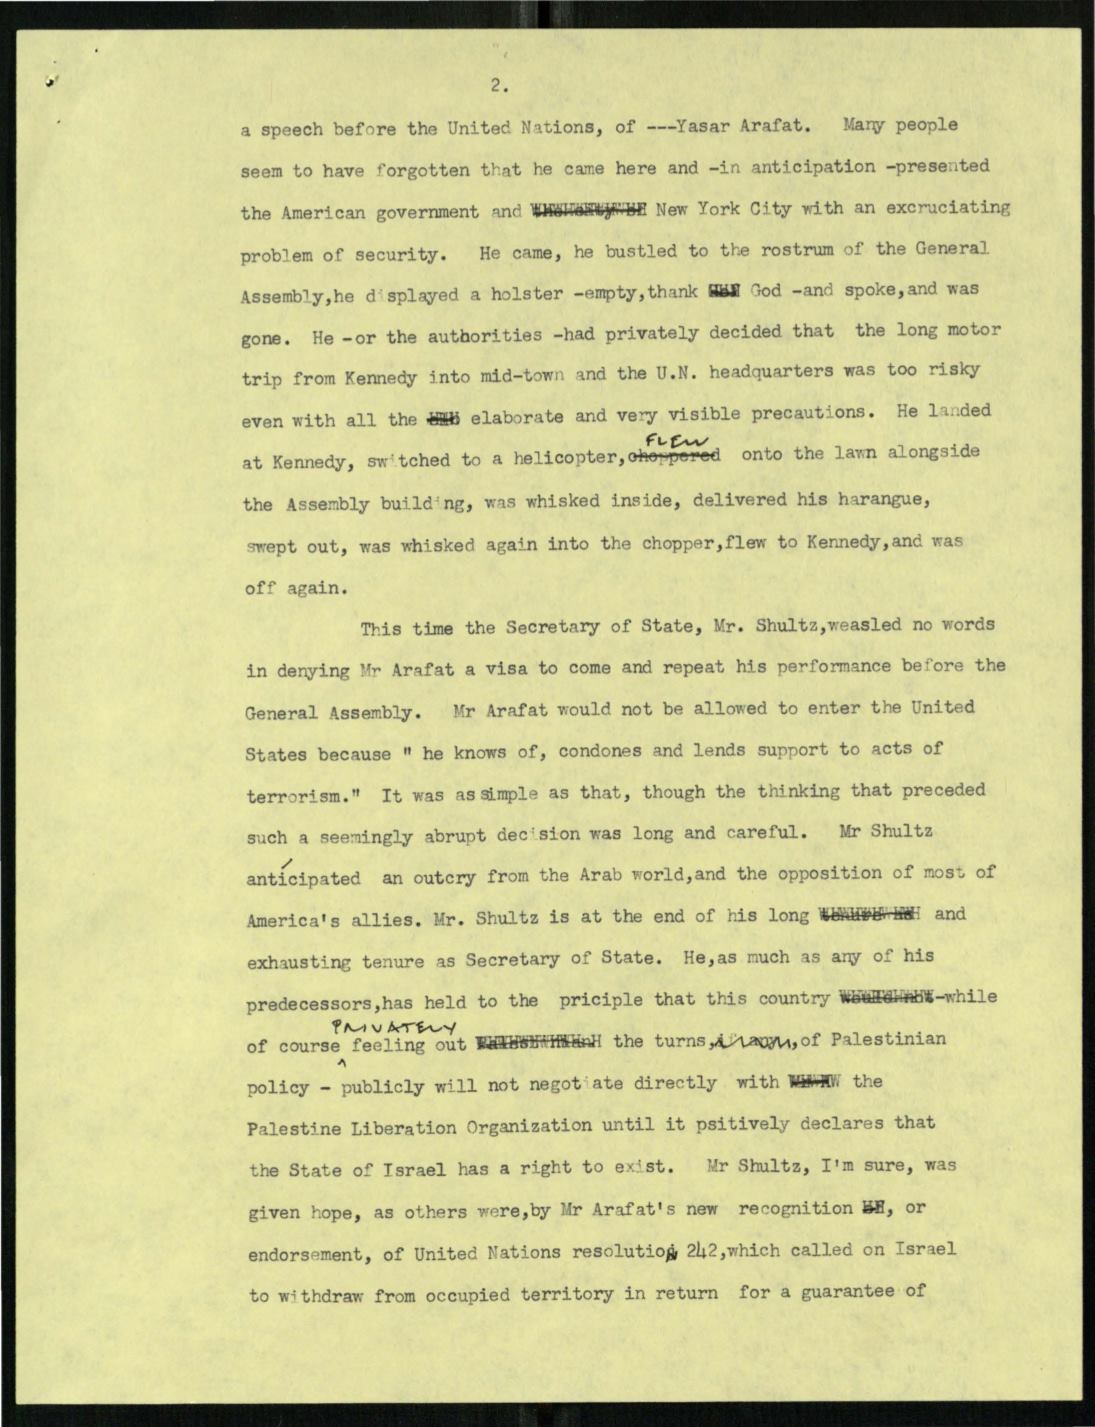 2.
a speech before the United Nations, of ---Yasar Arafat. Many people
seem to have forgotten that he came here and -in anticipation -presented
the American government and New York City with an excruciating
problem of security. He came, he bustled to the rostrum of the General
Assembly,he displayed a holster -empty,thank God -and spoke,and was
gone. He -or the authorities -had privately decided that the long motor
trip from Kennedy into mid-town and the U.N. headquarters was too risky
even with all the elaborate and very visible precautions. He landed
FLEW
at Kennedy, switched to a helicopter,choppered onto the lawn alongside
the Assembly building, was whisked inside, delivered his harangue,
swept out, was whisked again into the chopper,flew to Kennedy,and was
off again.
This time the Secretary of State, Mr. Shultz,weasled no words
in denying Mr Arafat a visa to come and repeat his performance before the
General Assembly. Mr Arafat would not be allowed to enter the United
States because " he knows of, condones and lends support to acts of
terrorism." It was as simple as that, though the thinking that preceded
such a seemingly abrupt decision was long and careful. Mr Shultz
anticipated an outcry from the Arab world,and the opposition of most of
America's allies. Mr. Shultz is at the end of his long and
exhausting tenure as Secretary of State. He,as much as any of his
predecessors,has held to the priciple that this country -while
PRIVATELY
of course feeling out the turns, of Palestinian
policy - publicly will not negotiate directly with the
Palestine Liberation Organization until it psitively declares that
the State of Israel has a right to exist. Mr Shultz, I'm sure, was
given hope, as others were,by Mr Arafat's new recognition , or
endorsement, of United Nations resolution 242,which called on Israel
to withdraw from occupied territory in return for a guarantee of